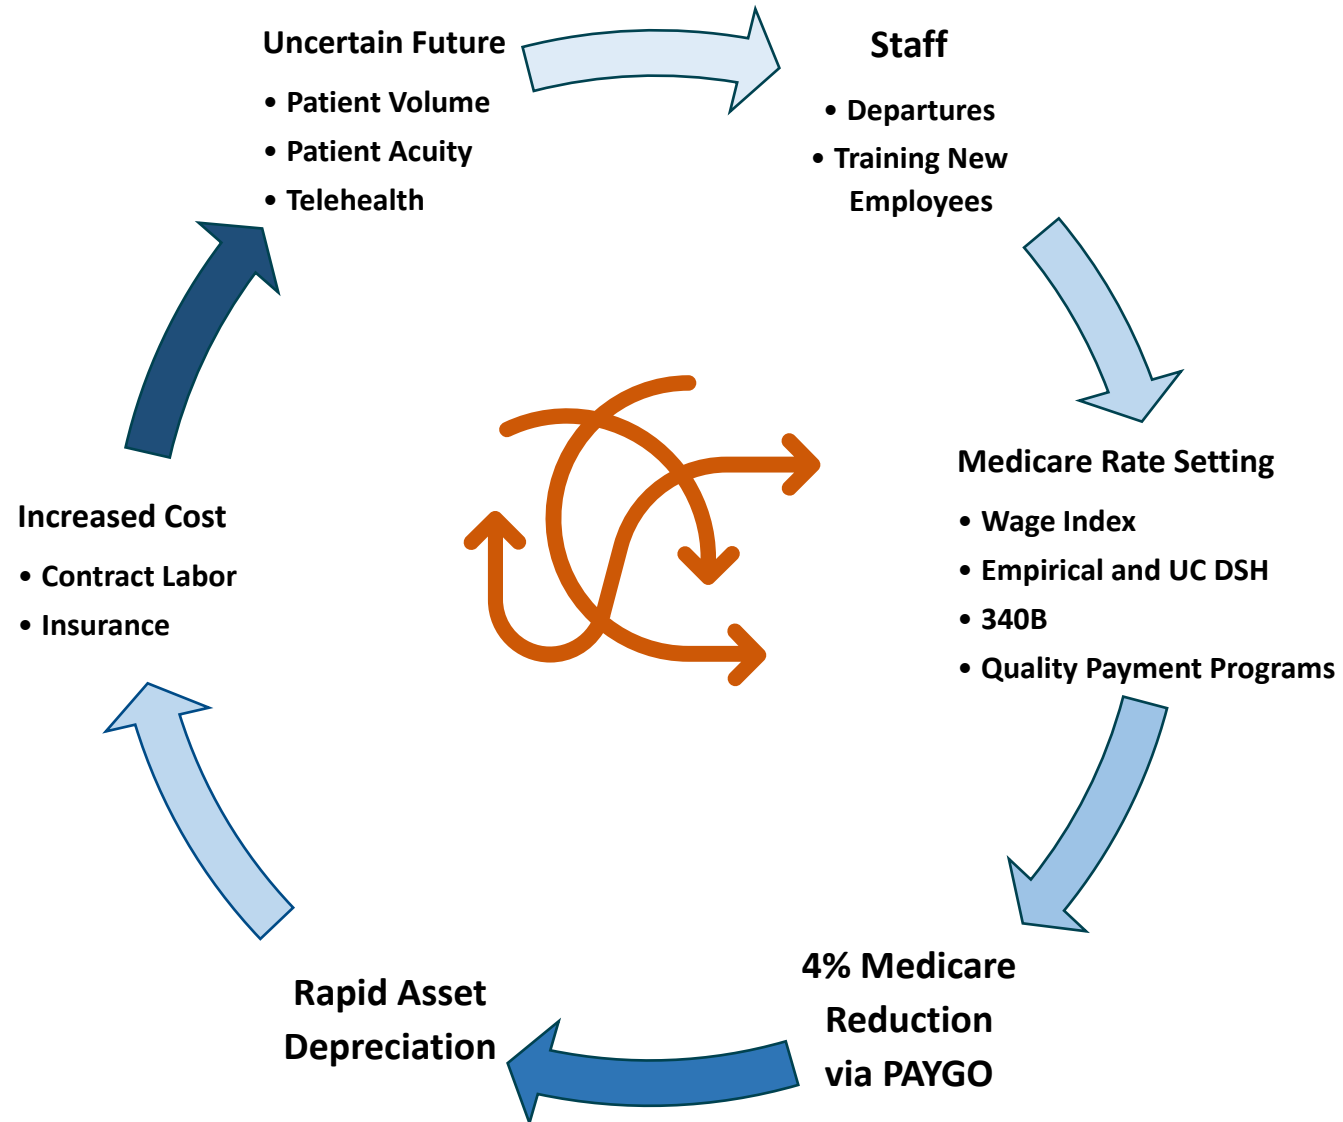 Uncertain Future
• Patient Volume
• Patient Acuity
• Telehealth
Staff
• Departures
• Training New
Employees
Medicare Rate Setting
• Wage Index
• Empirical and UC DSH
• 340B
• Quality Payment Programs
4% Medicare
Reduction
via PAYGO
Rapid Asset
Depreciation
Increased Cost
• Contract Labor
• Insurance